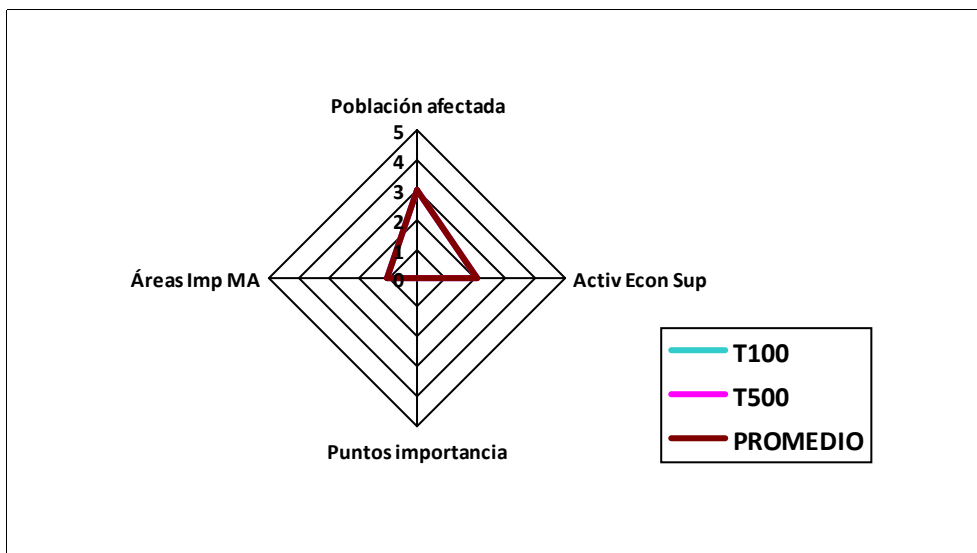 Población afectada
5
4
3
2
1
0
Áreas Imp MA
Activ Econ Sup
Puntos importancia
T100
T500
PROMEDIO